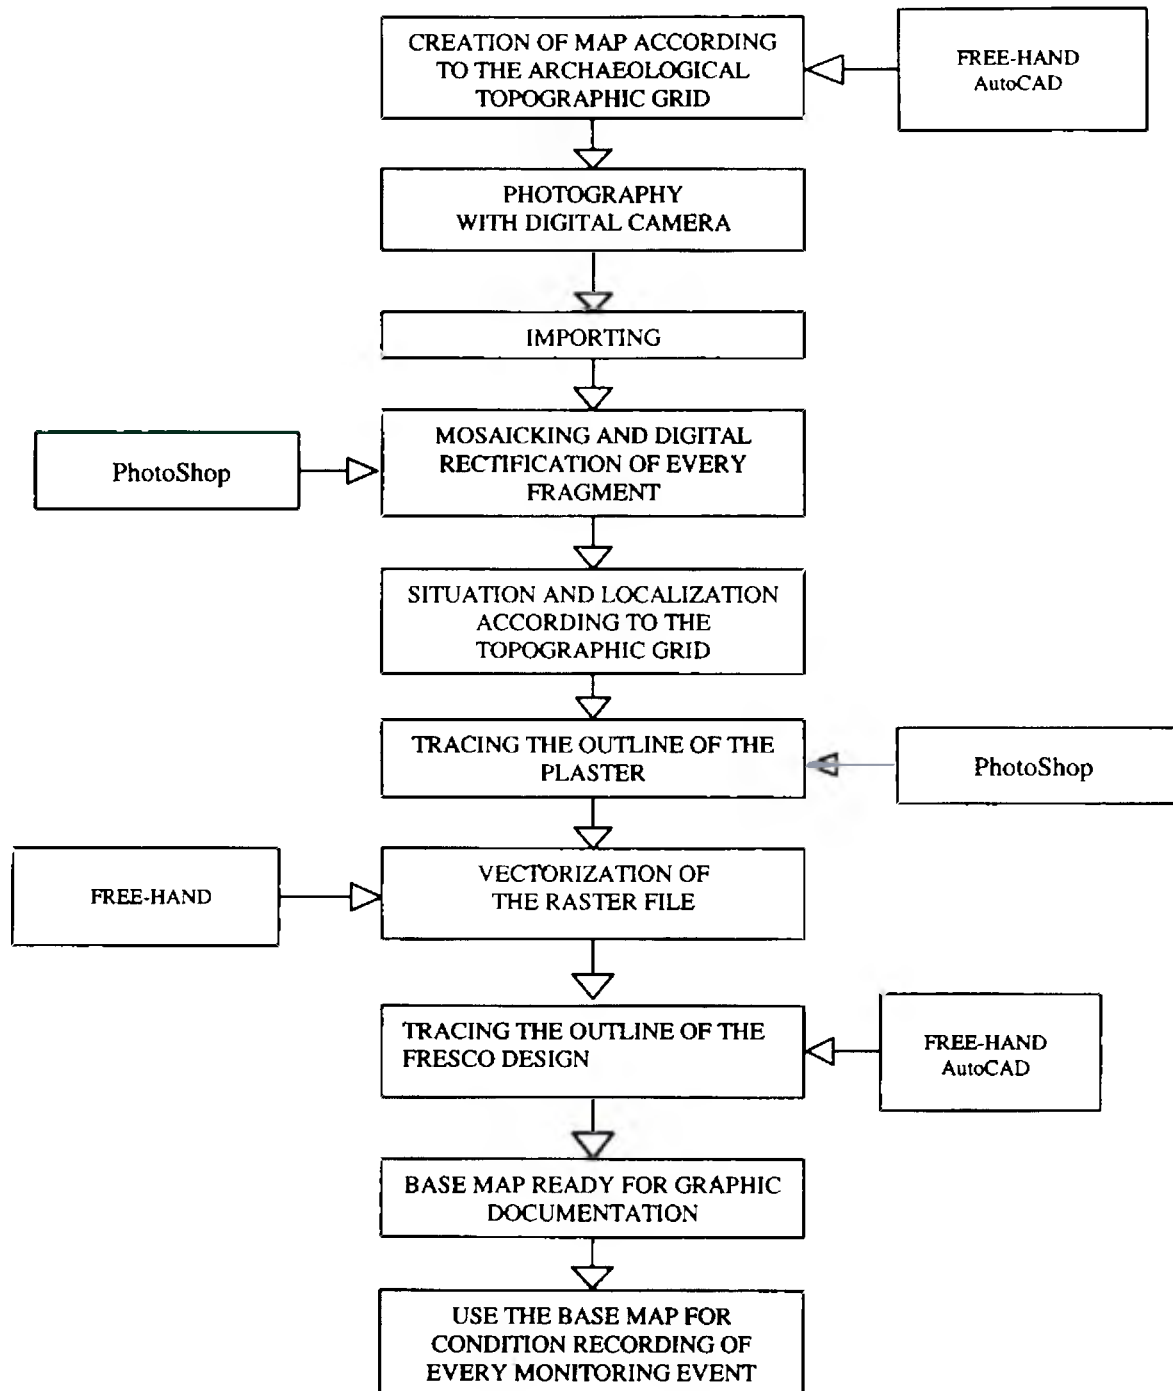 CREATION OF MAP ACCORDING
TO THE ARCHAEOLOGICAL
TOPOGRAPHIC GRID
FREE-HAND
AutoCAD
PHOTOGRAPHY
WITH DIGITAL CAMERA
IMPORTING
MOSAICKING AND DIGITAL
RECTIFICATION OF EVERY
FRAGMENT
PhotoShop
SITUATION AND LOCALIZATION
ACCORDING TO THE
TOPOGRAPHIC GRID
TRACING THE OUTLINE OF THE
PLASTER
PhotoShop
VECTORIZATION OF
THE RASTER FILE
FREE-HAND
TRACING THE OUTLINE OF THE
FRESCO DESIGN
FREE-HAND
AutoCAD
BASE MAP READY FOR GRAPHIC
DOCUMENTATION
USE THE BASE MAP FOR
CONDITION RECORDING OF
EVERY MONITORING EVENT